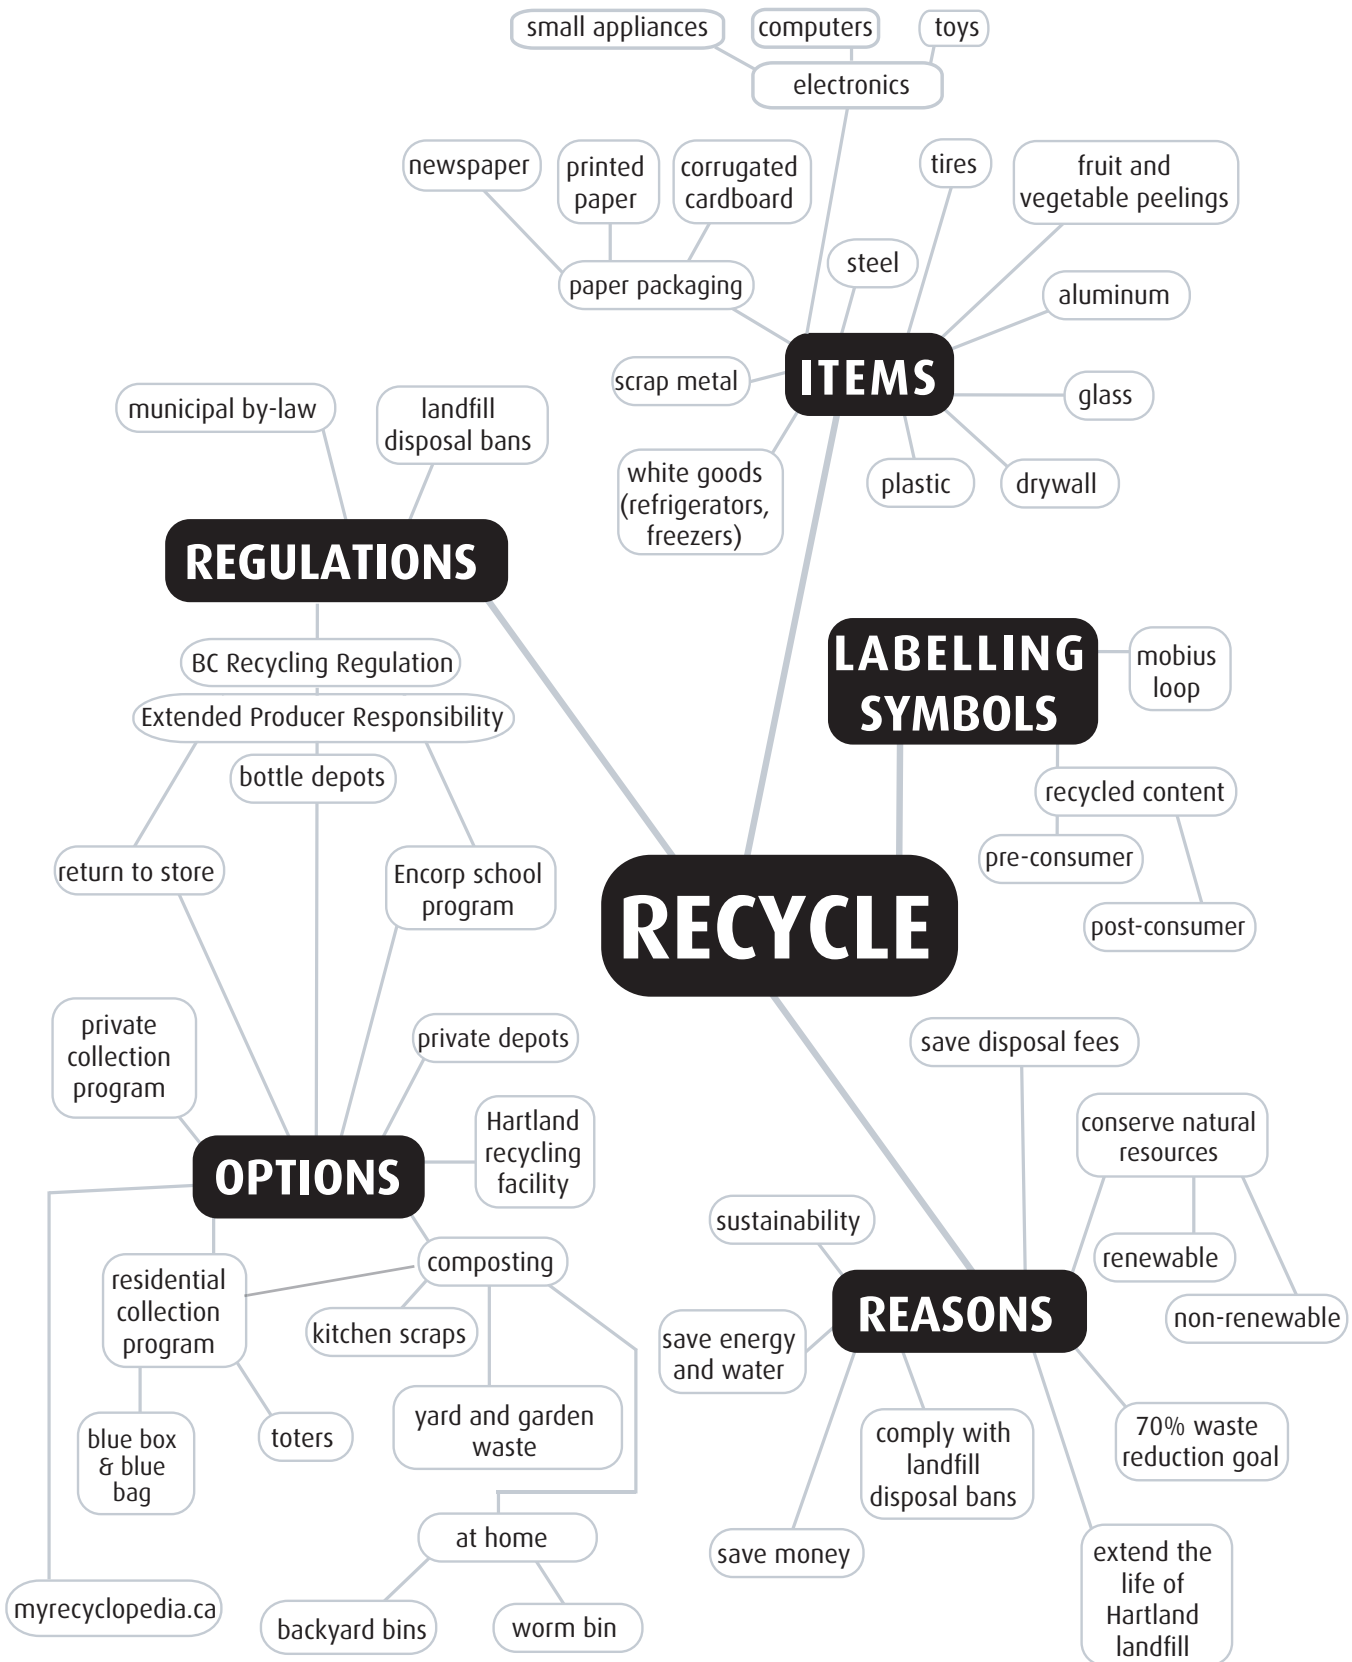 small appliances
computers
toys
electronics
newspaper
printed
paper
corrugated
cardboard
tires
fruit and
vegetable peelings
paper packaging
steel
aluminum
ITEMS
scrap metal
glass
white goods
(refrigerators,
freezers)
plastic
drywall
municipal by-law
landfill
disposal bans
REGULATIONS
BC Recycling Regulation
Extended Producer Responsibility
bottle depots
return to store
Encorp school
program
LABELLING
SYMBOLS
mobius
loop
recycled content
pre-consumer
post-consumer
RECYCLE
private
collection
program
private depots
Hartland
recycling
facility
OPTIONS
composting
residential
collection
program
kitchen scraps
yard and garden
waste
blue box
& blue
bag
toters
at home
myrecyclopedia.ca
backyard bins
worm bin
save disposal fees
conserve natural
resources
sustainability
renewable
non-renewable
REASONS
save energy
and water
70% waste
reduction goal
comply with
landfill
disposal bans
save money
extend the
life of
Hartland
landfill